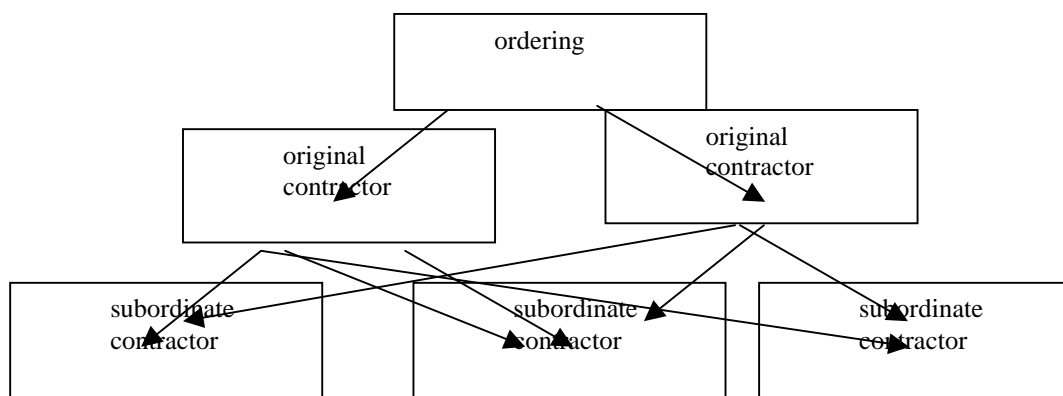 ordering
original
contractor
original
contractor
subordinate
contractor
subordinate
contractor
subordinate
contractor